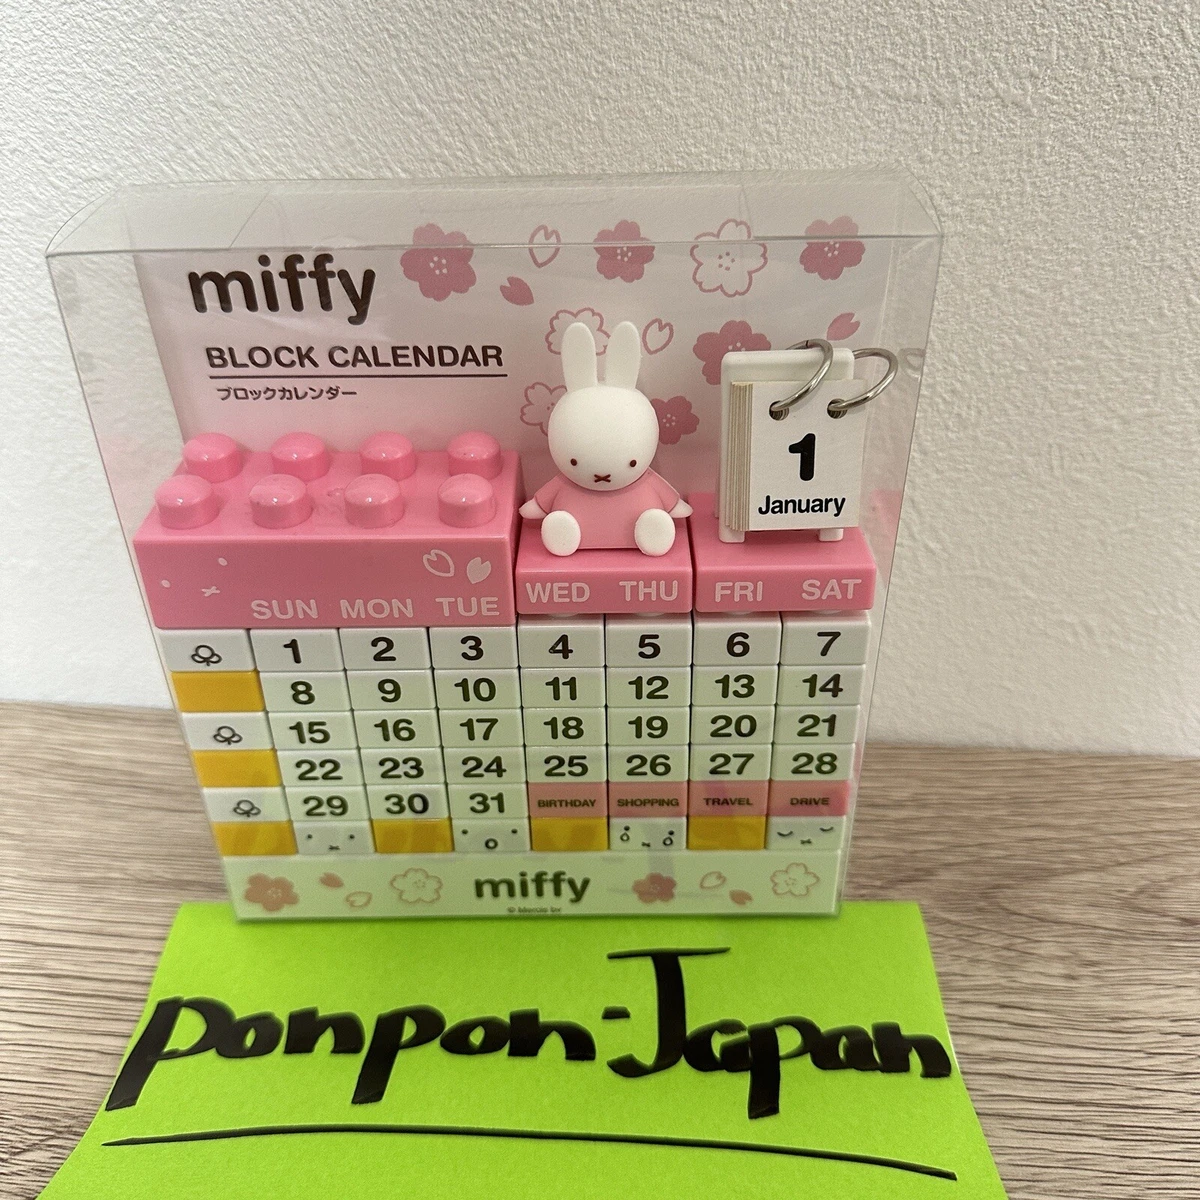 miffy
BLOCK CALENDAR
ブロックカレンダー
1
January
SUN MON TUE WED THU FRI SAT
1 2 3 4 5 6 7
8 9 10 11 12 13 14
15 16 17 18 19 20 21
22 23 24 25 26 27 28
29 30 31 BIRTHDAY SHOPPING TRAVEL DRIVE
miffy
© Mercis bv
ponpon-Japan